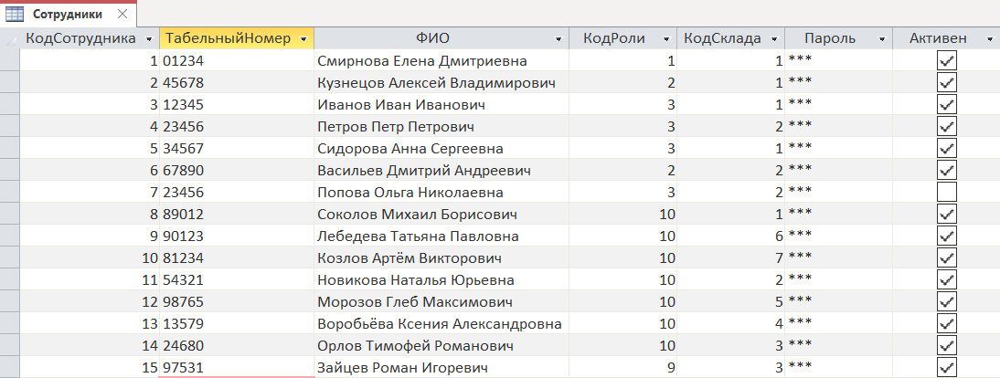 Сотрудники
КодСотрудника ТабельныйНомер ФИО КодРоли КодСклада Пароль Активен
1 01234 Смирнова Елена Дмитриевна 1 1 ***
2 45678 Кузнецов Алексей Владимирович 2 1 ***
3 12345 Иванов Иван Иванович 3 1 ***
4 23456 Петров Петр Петрович 3 2 ***
5 34567 Сидорова Анна Сергеевна 3 1 ***
6 67890 Васильев Дмитрий Андреевич 2 2 ***
7 23456 Попова Ольга Николаевна 3 2 ***
8 89012 Соколов Михаил Борисович 10 1 ***
9 90123 Лебедева Татьяна Павловна 10 6 ***
10 81234 Козлов Артём Викторович 10 7 ***
11 54321 Новикова Наталья Юрьевна 10 2 ***
12 98765 Морозов Глеб Максимович 10 5 ***
13 13579 Воробьёва Ксения Александровна 10 4 ***
14 24680 Орлов Тимофей Романович 10 3 ***
15 97531 Зайцев Роман Игоревич 9 3 ***